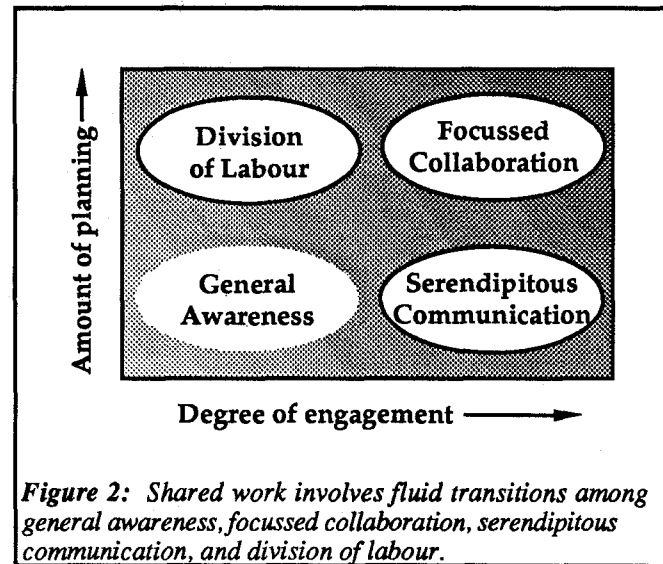 Amount of planning
Division
of Labour
Focussed
Collaboration
General
Awareness
Serendipitous
Communication
Degree of engagement
Figure 2: Shared work involves fluid transitions among
general awareness, focussed collaboration, serendipitous
communication, and division of labour.